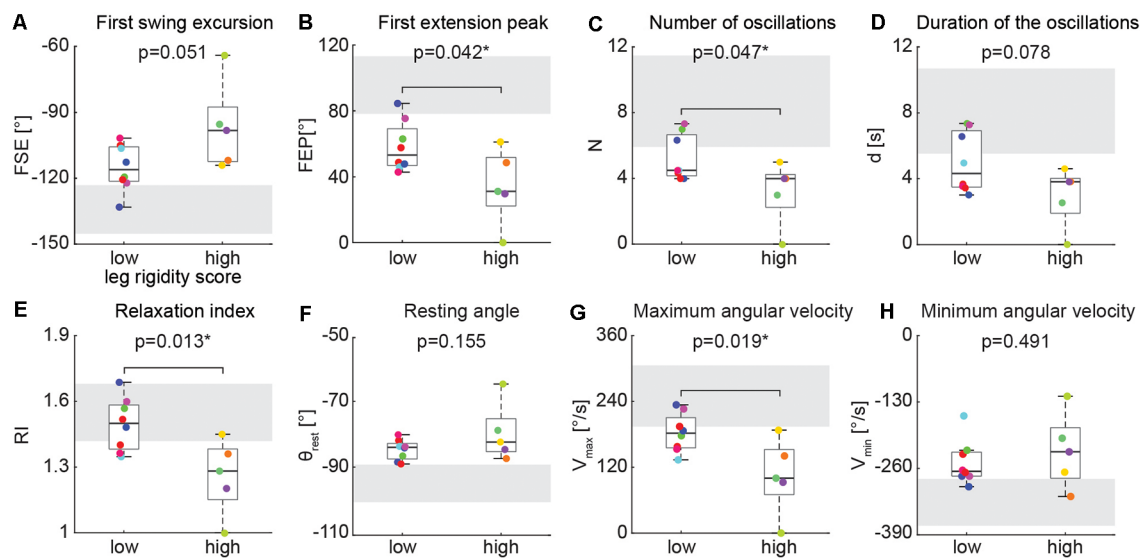 A First swing excursion
p=0.051
FSE [°]
-60
-90
-120
-150
low high
leg rigidity score
B First extension peak
p=0.042*
FEP[°]
120
80
40
0
low high
C Number of oscillations
p=0.047*
N
12
8
4
0
low high
D Duration of the oscillations
p=0.078
d [s]
12
8
4
0
low high
E Relaxation index
p=0.013*
RI
1.9
1.6
1.3
1
low high
F Resting angle
p=0.155
θrest [°]
-50
-70
-90
-110
low high
G Maximum angular velocity
p=0.019*
Vmax [°/s]
360
240
120
0
low high
H Minimum angular velocity
p=0.491
Vmin [°/s]
0
-130
-260
-390
low high